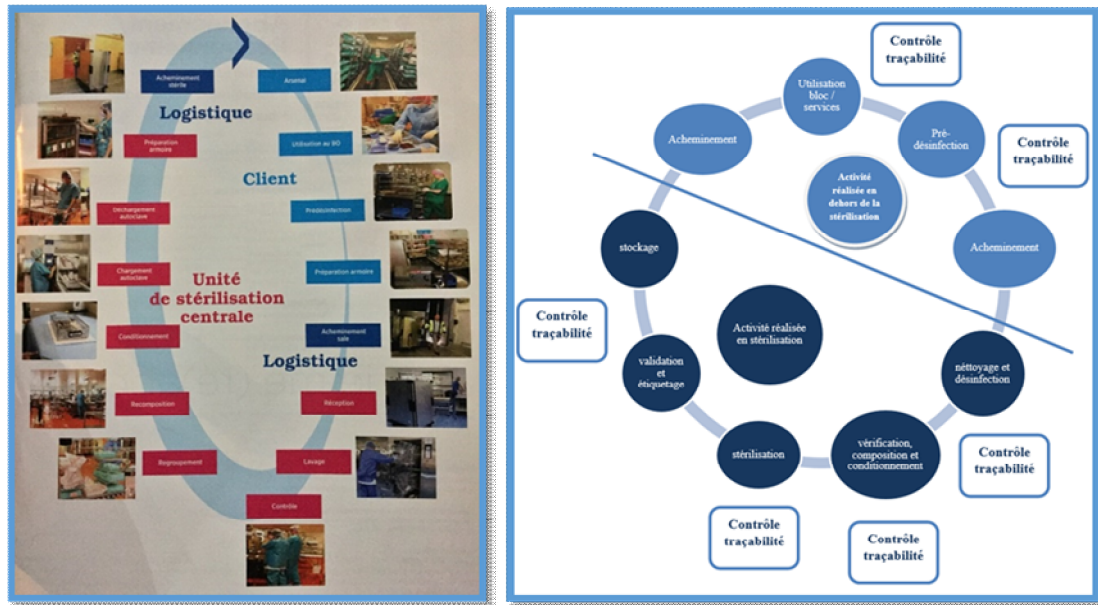 Acheminement
stérile
Arsenal
Logistique
Préparation
armoire
Utilisation au BO
Client
Déchargement
autoclave
Prédésinfection
Chargement
autoclave
Préparation armoire
Unité
de stérilisation
centrale
Conditionnement
Acheminement
sale
Logistique
Recomposition
Réception
Regroupement
Lavage
Contrôle
Contrôle
traçabilité
Utilisation
bloc /
services
Acheminement
Pré-
désinfection
Contrôle
traçabilité
Activité
réalisée en
dehors de la
stérilisation
stockage
Acheminement
Contrôle
traçabilité
Activité réalisée
en stérilisation
validation
et
étiquetage
néttoyage et
désinfection
stérilisation
vérification,
composition et
conditionnement
Contrôle
traçabilité
Contrôle
traçabilité
Contrôle
traçabilité